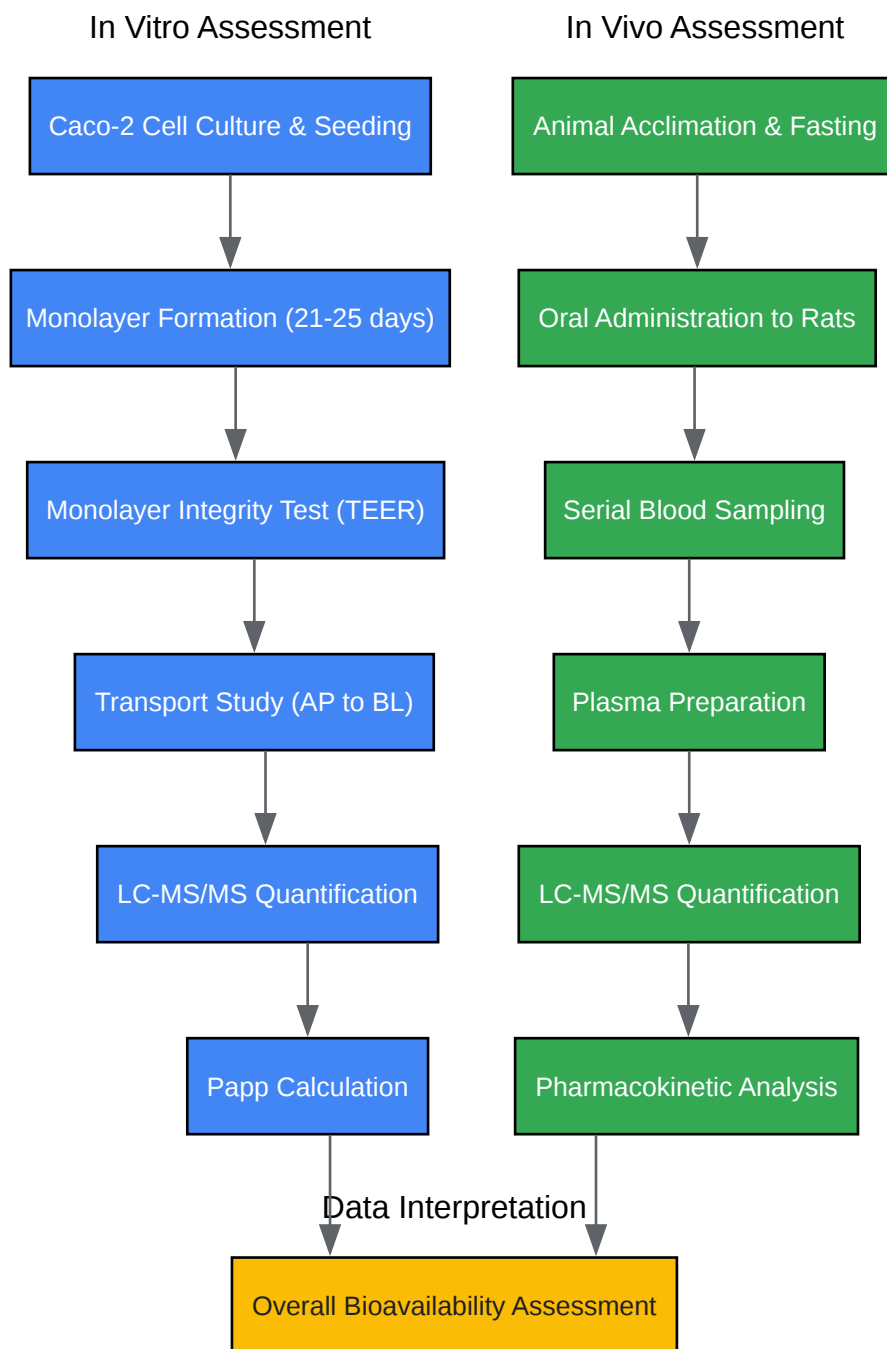 In Vitro Assessment
Caco-2 Cell Culture & Seeding
Monolayer Formation (21-25 days)
Monolayer Integrity Test (TEER)
Transport Study (AP to BL)
LC-MS/MS Quantification
Papp Calculation
In Vivo Assessment
Animal Acclimation & Fasting
Oral Administration to Rats
Serial Blood Sampling
Plasma Preparation
LC-MS/MS Quantification
Pharmacokinetic Analysis
Data Interpretation
Overall Bioavailability Assessment